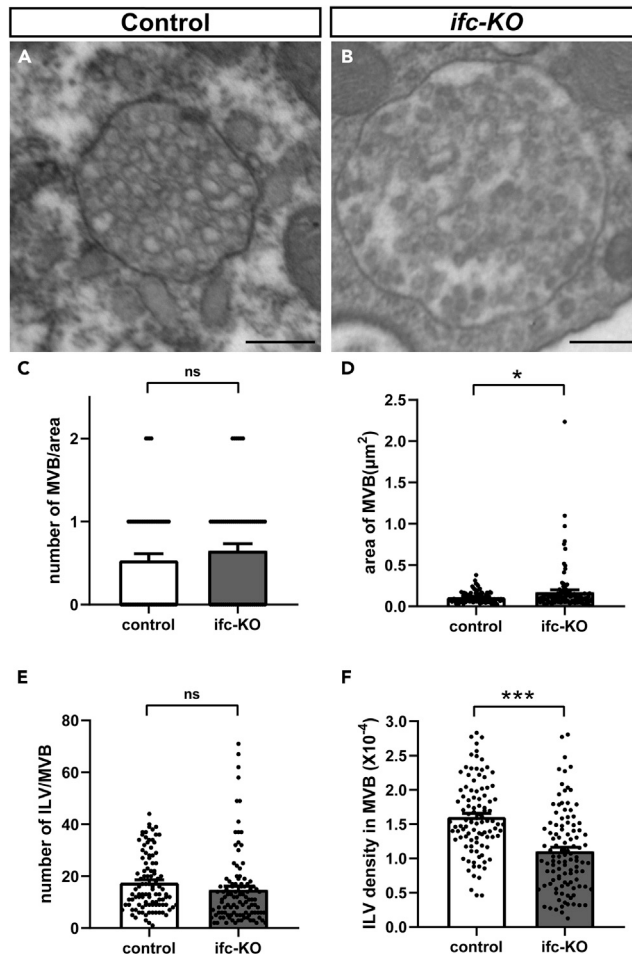 Control
ifc-KO
A
B
C
ns
number of MVB/area
2
1
0
control
ifc-KO
D
*
area of MVB(μm²)
2.5
2.0
1.5
1.0
0.5
0.0
control
ifc-KO
E
ns
number of ILV/MVB
80
60
40
20
0
control
ifc-KO
F
***
ILV density in MVB (X10⁻⁴)
3.0
2.5
2.0
1.5
1.0
0.5
0.0
control
ifc-KO